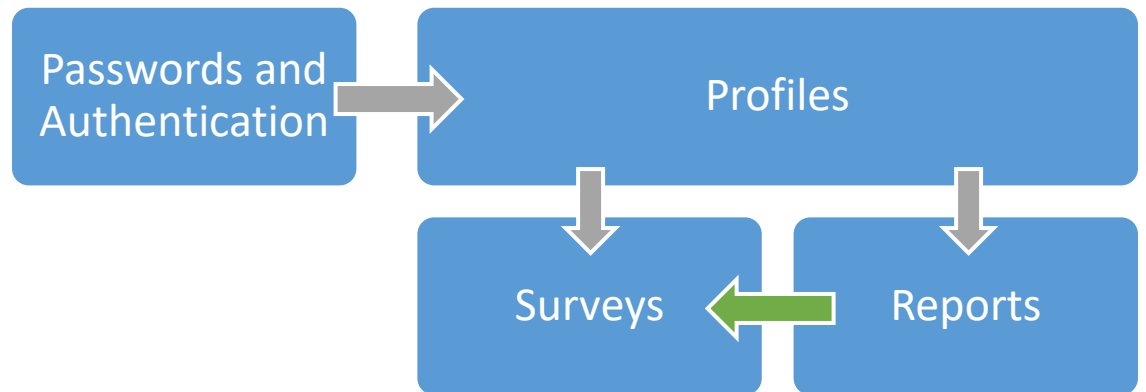 Passwords and
Authentication
Profiles
Surveys
Reports